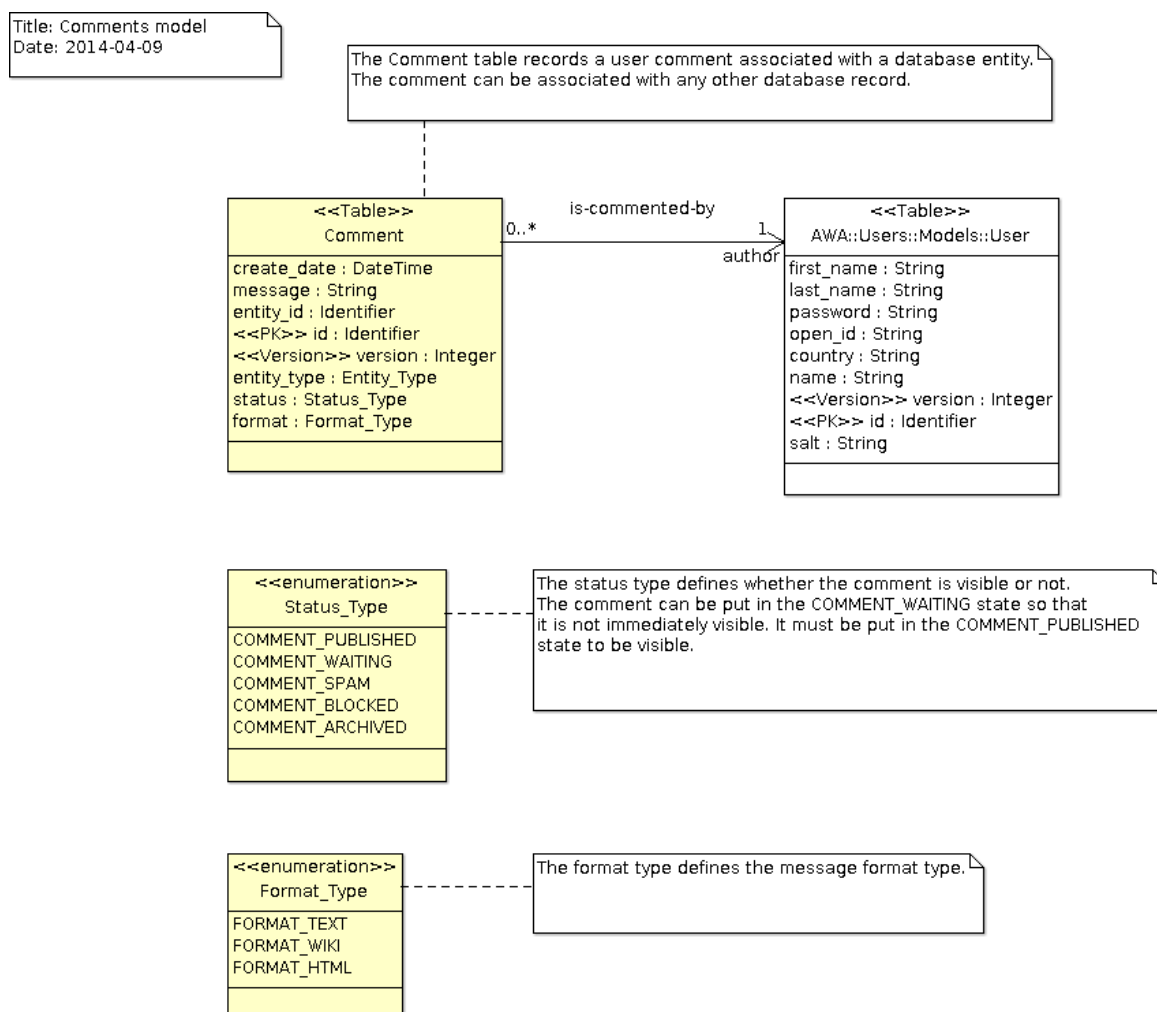 Title: Comments model
Date: 2014-04-09
The Comment table records a user comment associated with a database entity.
The comment can be associated with any other database record.
<<Table>>
Comment
create_date : DateTime
message : String
entity_id : Identifier
<<PK>> id : Identifier
<<Version>> version : Integer
entity_type : Entity_Type
status : Status_Type
format : Format_Type
is-commented-by
0..*
1
author
<<Table>>
AWA::Users::Models::User
first_name : String
last_name : String
password : String
open_id : String
country : String
name : String
<<Version>> version : Integer
<<PK>> id : Identifier
salt : String
<<enumeration>>
Status_Type
COMMENT_PUBLISHED
COMMENT_WAITING
COMMENT_SPAM
COMMENT_BLOCKED
COMMENT_ARCHIVED
The status type defines whether the comment is visible or not.
The comment can be put in the COMMENT_WAITING state so that
it is not immediately visible. It must be put in the COMMENT_PUBLISHED
state to be visible.
<<enumeration>>
Format_Type
FORMAT_TEXT
FORMAT_WIKI
FORMAT_HTML
The format type defines the message format type.